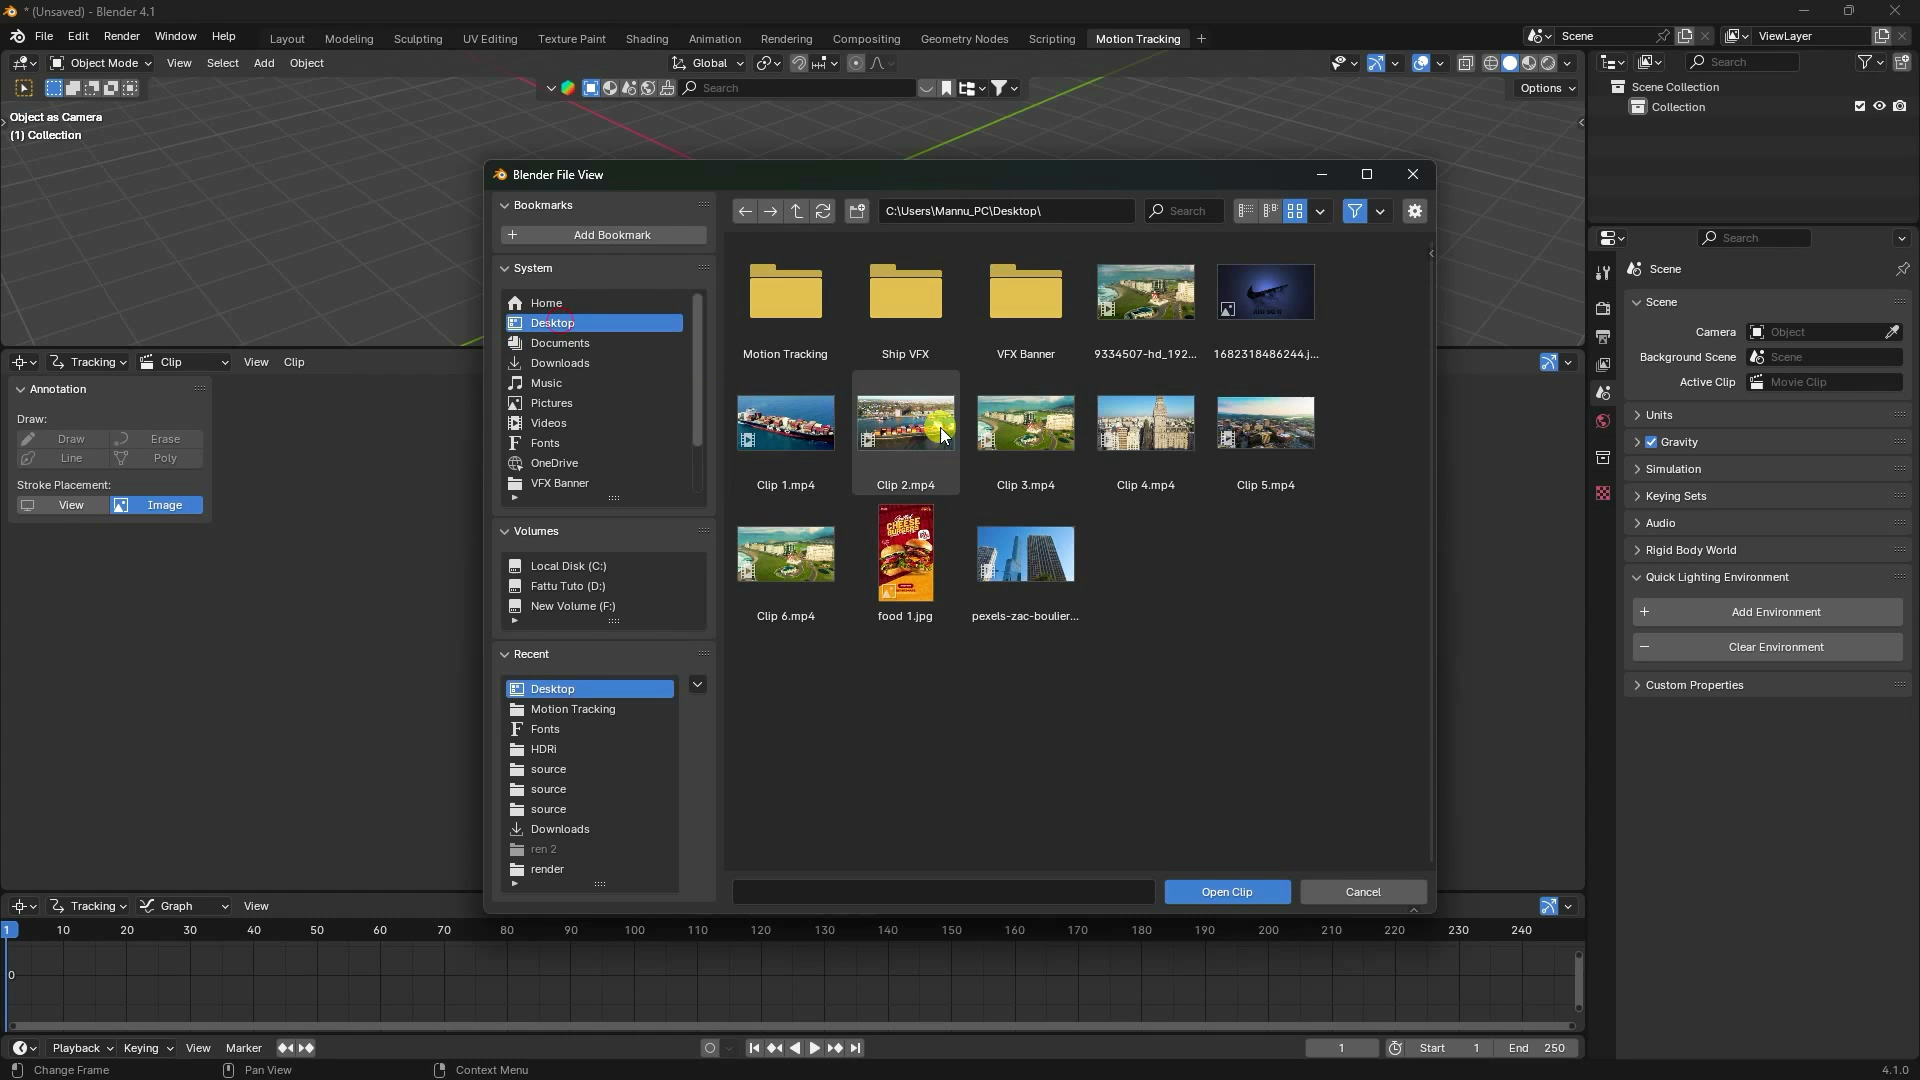 * (Unsaved) - Blender 4.1
File Edit Render Window Help Layout Modeling Sculpting UV Editing Texture Paint Shading Animation Rendering Compositing Geometry Nodes Scripting Motion Tracking + Scene ViewLayer
Object Mode View Select Add Object Global Search
Search Options
Object as Camera
(1) Collection
Scene Collection
Collection
Blender File View
Bookmarks
Add Bookmark
C:\Users\Mannu_PC\Desktop\ Search
System
Home
Desktop
Documents
Downloads
Music
Pictures
Videos
Fonts
OneDrive
VFX Banner
Volumes
Local Disk (C:)
Fattu Tuto (D:)
New Volume (F:)
Recent
Desktop
Motion Tracking
Fonts
HDRi
source
source
source
Downloads
ren 2
render
Motion Tracking Ship VFX VFX Banner 9334507-hd_192... 1682318486244.j...
Clip 1.mp4 Clip 2.mp4 Clip 3.mp4 Clip 4.mp4 Clip 5.mp4
CHEESE
BURGERS
Clip 6.mp4 food 1.jpg pexels-zac-boulier...
Open Clip Cancel
Tracking Clip View Clip
Annotation
Draw:
Draw Erase
Line Poly
Stroke Placement:
View Image
Search
Scene
Scene
Camera Object
Background Scene Scene
Active Clip Movie Clip
Units
Gravity
Simulation
Keying Sets
Audio
Rigid Body World
Quick Lighting Environment
Add Environment
Clear Environment
Custom Properties
Tracking Graph View
1 10 20 30 40 50 60 70 80 90 100 110 120 130 140 150 160 170 180 190 200 210 220 230 240
0
Playback Keying View Marker 1 Start 1 End 250
Change Frame Pan View Context Menu 4.1.0